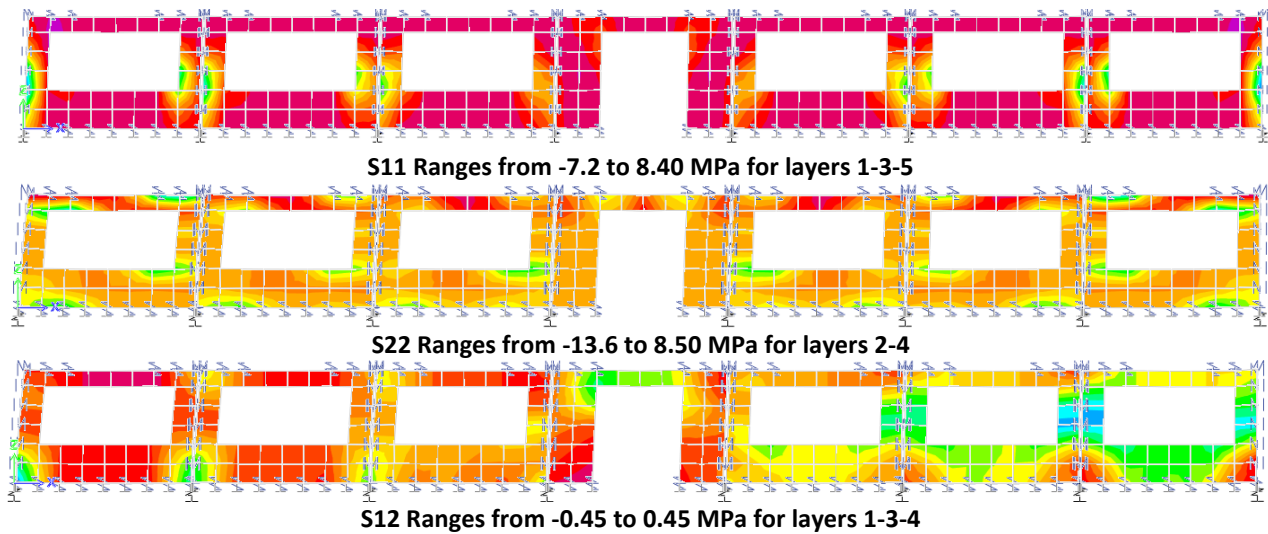 S11 Ranges from -7.2 to 8.40 MPa for layers 1-3-5
S22 Ranges from -13.6 to 8.50 MPa for layers 2-4
S12 Ranges from -0.45 to 0.45 MPa for layers 1-3-4